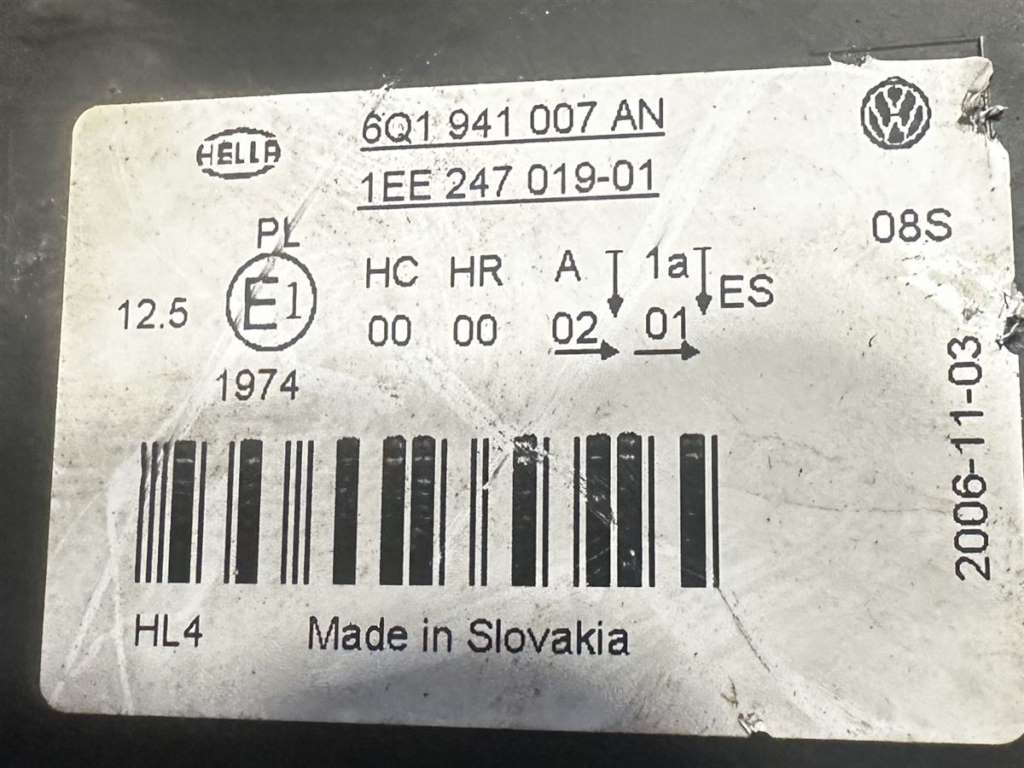 HELLA
6Q1 941 007 AN
1EE 247 019-01
08S
PL
12.5 E1
1974
HC HR A 1a ES
00 00 02 01
2006-11-03
HL4 Made in Slovakia